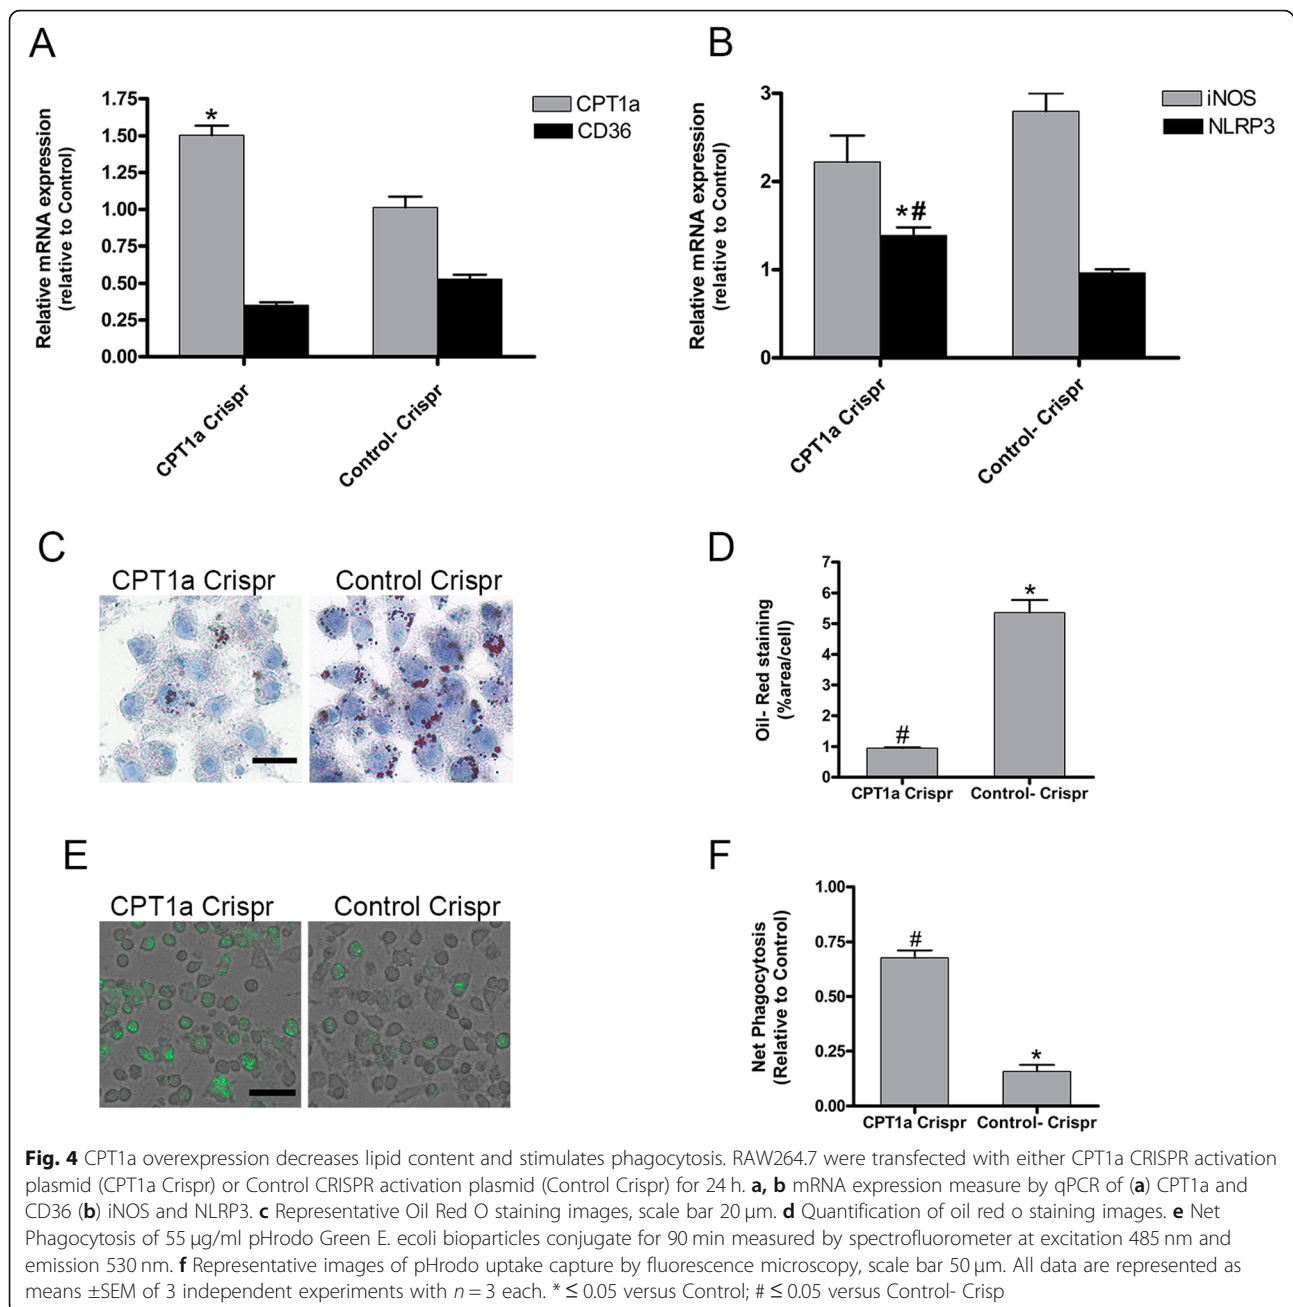 A
1.75
1.50
1.25
1.00
0.75
0.50
0.25
0.00
Relative mRNA expression
(relative to Control)
*
CPT1a
CD36
CPT1a Crispr
Control- Crispr
B
3
2
1
0
Relative mRNA expression
(relative to Control)
*#
iNOS
NLRP3
CPT1a Crispr
Control- Crispr
C
CPT1a Crispr
Control Crispr
D
7
6
5
4
3
2
1
0
Oil- Red staining
(%area/cell)
#
*
CPT1a Crispr
Control- Crispr
E
CPT1a Crispr
Control Crispr
F
1.00
0.75
0.50
0.25
0.00
Net Phagocytosis
(Relative to Control)
#
*
CPT1a Crispr
Control- Crispr
Fig. 4 CPT1a overexpression decreases lipid content and stimulates phagocytosis. RAW264.7 were transfected with either CPT1a CRISPR activation
plasmid (CPT1a Crispr) or Control CRISPR activation plasmid (Control Crispr) for 24 h. a, b mRNA expression measure by qPCR of (a) CPT1a and
CD36 (b) iNOS and NLRP3. c Representative Oil Red O staining images, scale bar 20 μm. d Quantification of oil red o staining images. e Net
Phagocytosis of 55 μg/ml pHrodo Green E. ecoli bioparticles conjugate for 90 min measured by spectrofluorometer at excitation 485 nm and
emission 530 nm. f Representative images of pHrodo uptake capture by fluorescence microscopy, scale bar 50 μm. All data are represented as
means ±SEM of 3 independent experiments with n = 3 each. * ≤ 0.05 versus Control; # ≤ 0.05 versus Control- Crisp